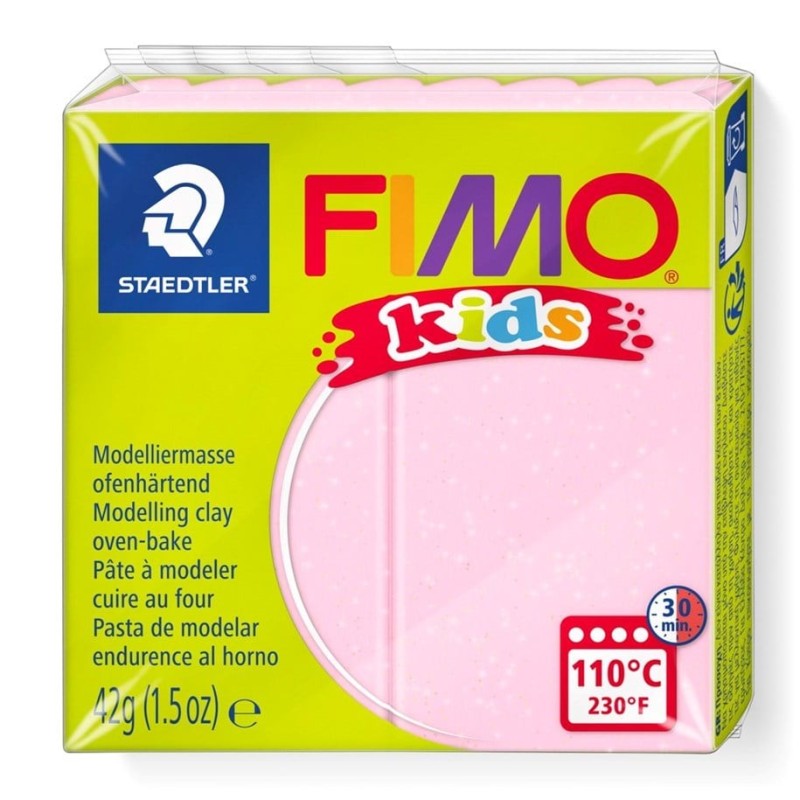 STAEDTLER®
FIMO®
kids
Modelliermasse
ofenhärtend
Modelling clay
oven-bake
Pâte à modeler
cuire au four
Pasta de modelar
endurence al horno
42g (1.5 oz) ℮
30
min.
110°C
230°F